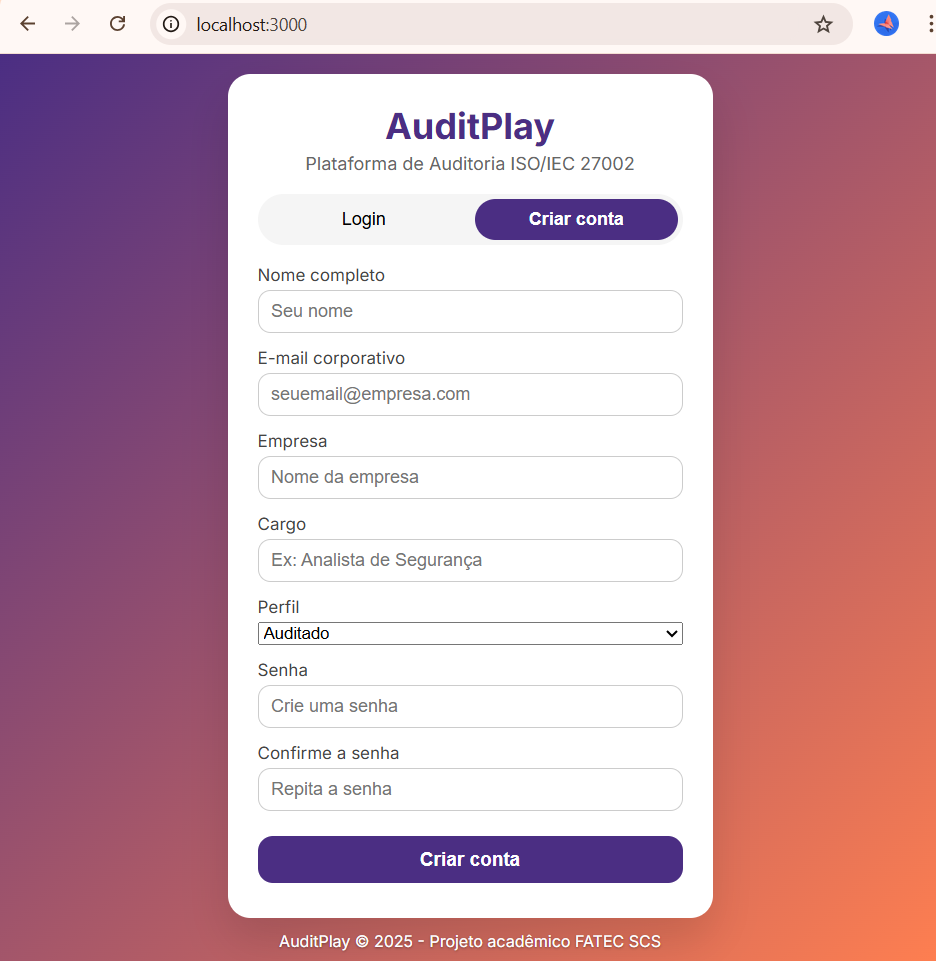 localhost:3000
AuditPlay
Plataforma de Auditoria ISO/IEC 27002
Login Criar conta
Nome completo
Seu nome
E-mail corporativo
seuemail@empresa.com
Empresa
Nome da empresa
Cargo
Ex: Analista de Segurança
Perfil
Auditado
Senha
Crie uma senha
Confirme a senha
Repita a senha
Criar conta
AuditPlay © 2025 - Projeto acadêmico FATEC SCS